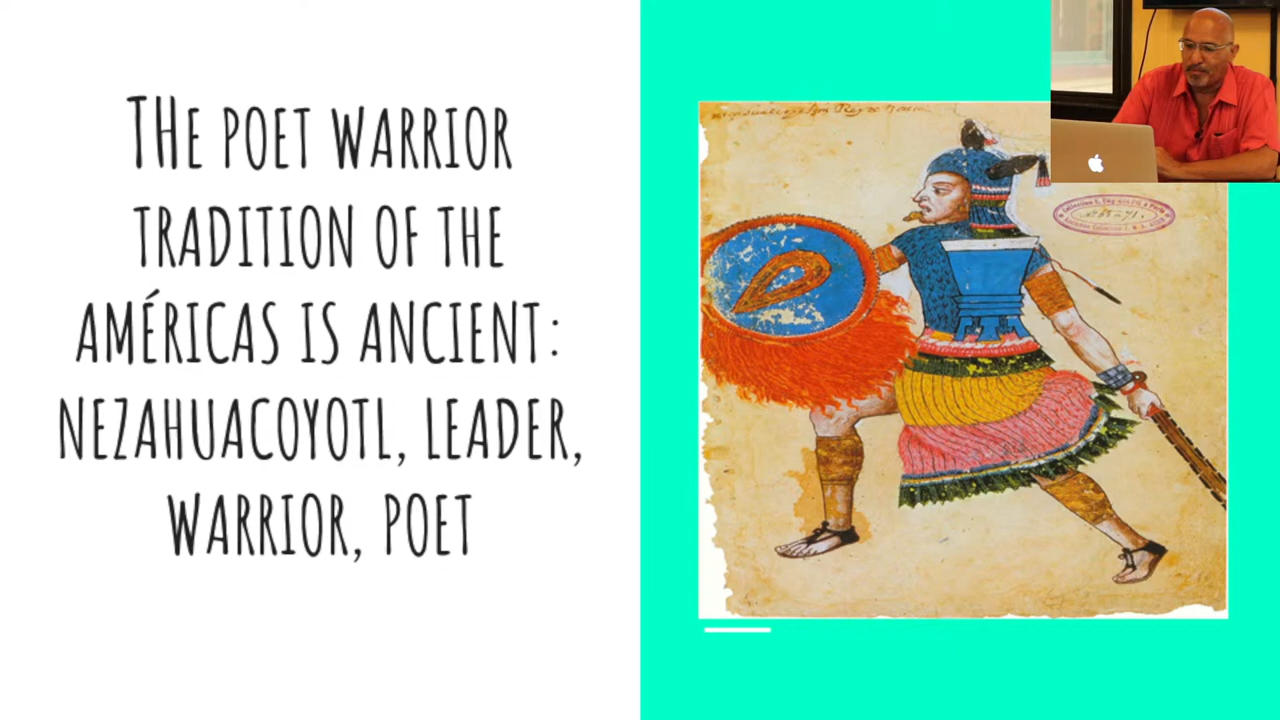 THE POET WARRIOR
TRADITION OF THE
AMÉRICAS IS ANCIENT:
NEZAHUACOYOTL, LEADER,
WARRIOR, POET